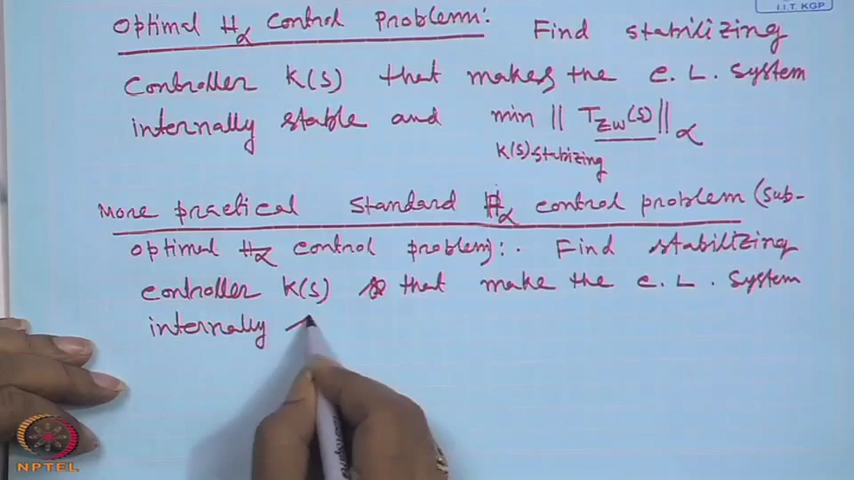 I.I.T. KGP
Optimal H∝ control problem: Find stabilizing
controller K(s) that makes the c.L. system
internally stable and min || Tzw(s)||∝
K(s) stabizing
More practical standard H∝ control problem (sub-
optimal H∝ control problem): Find stabilizing
controller K(s) that make the c.L. system
internally
NPTEL